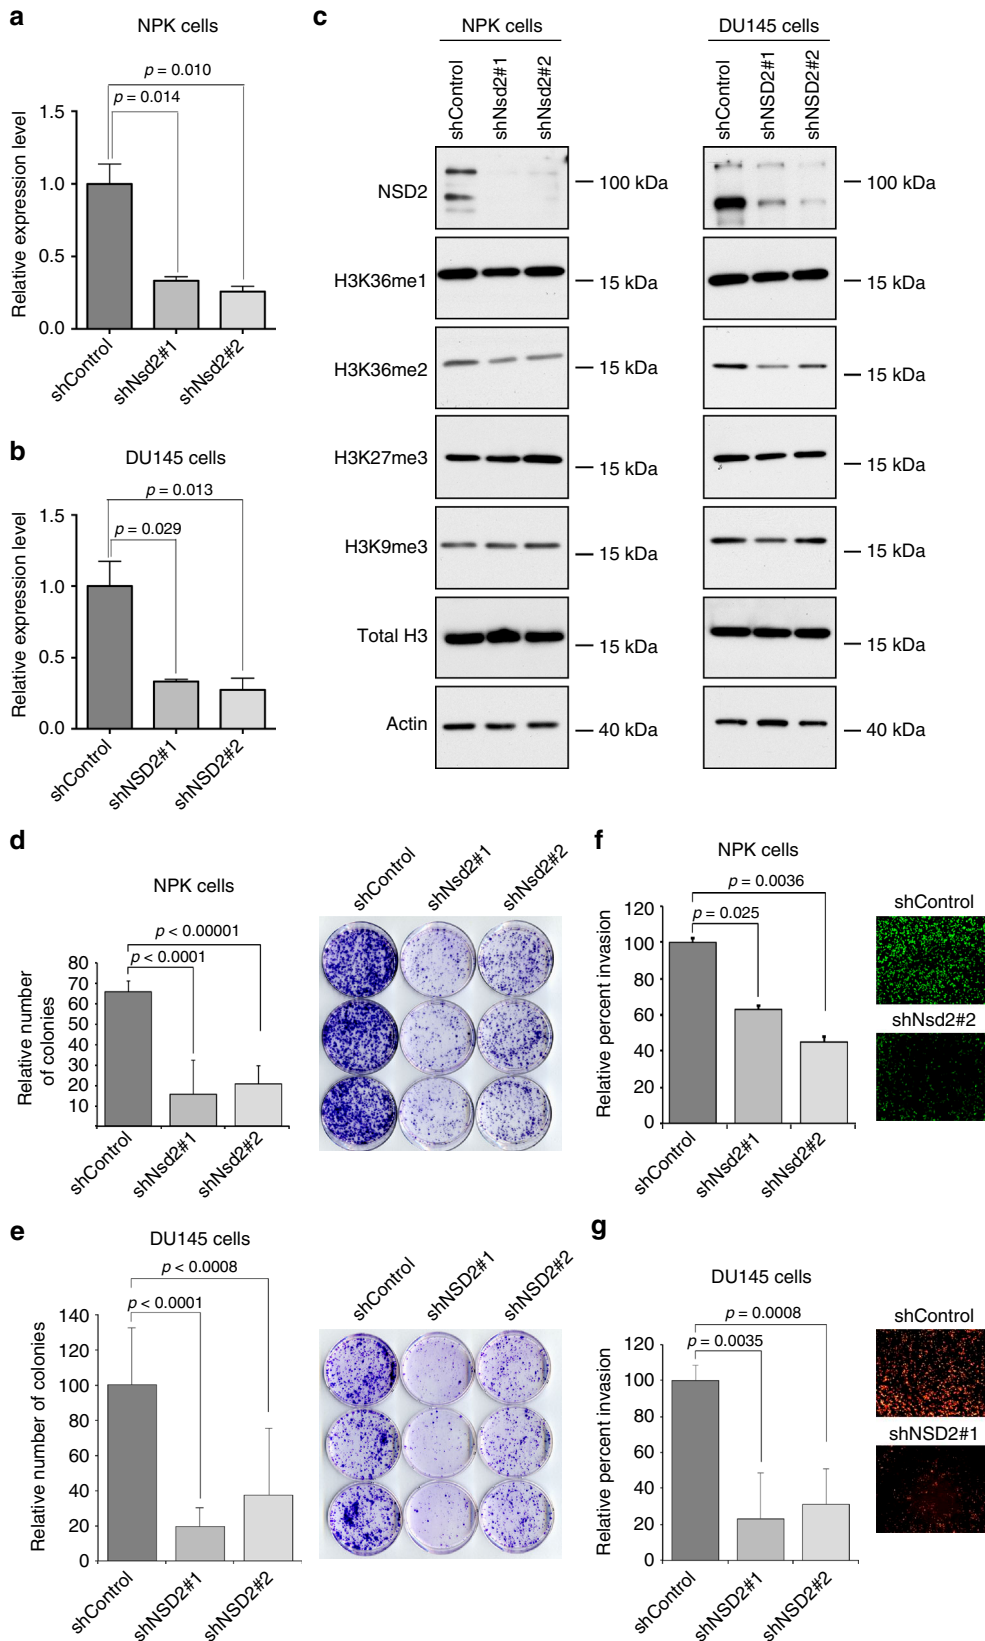 a
NPK cells
p = 0.010
p = 0.014
Relative expression level
1.5
1.0
0.5
0.0
shControl
shNsd2#1
shNsd2#2
b
DU145 cells
p = 0.013
p = 0.029
Relative expression level
1.5
1.0
0.5
0.0
shControl
shNSD2#1
shNSD2#2
c
NPK cells
DU145 cells
shControl
shNsd2#1
shNsd2#2
shControl
shNSD2#1
shNSD2#2
NSD2
100 kDa
100 kDa
H3K36me1
15 kDa
15 kDa
H3K36me2
15 kDa
15 kDa
H3K27me3
15 kDa
15 kDa
H3K9me3
15 kDa
15 kDa
Total H3
15 kDa
15 kDa
Actin
40 kDa
40 kDa
d
NPK cells
p < 0.00001
p < 0.0001
Relative number
of colonies
80
70
60
50
40
30
20
10
shControl
shNsd2#1
shNsd2#2
shControl
shNsd2#1
shNsd2#2
e
DU145 cells
p < 0.0008
p < 0.0001
Relative number of colonies
140
120
100
80
60
40
20
0
shControl
shNSD2#1
shNSD2#2
shControl
shNSD2#1
shNSD2#2
f
NPK cells
p = 0.0036
p = 0.025
Relative percent invasion
120
100
80
60
40
20
0
shControl
shNsd2#1
shNsd2#2
shControl
shNsd2#2
g
DU145 cells
p = 0.0008
p = 0.0035
Relative percent invasion
120
100
80
60
40
20
0
shControl
shNSD2#1
shNSD2#2
shControl
shNSD2#1